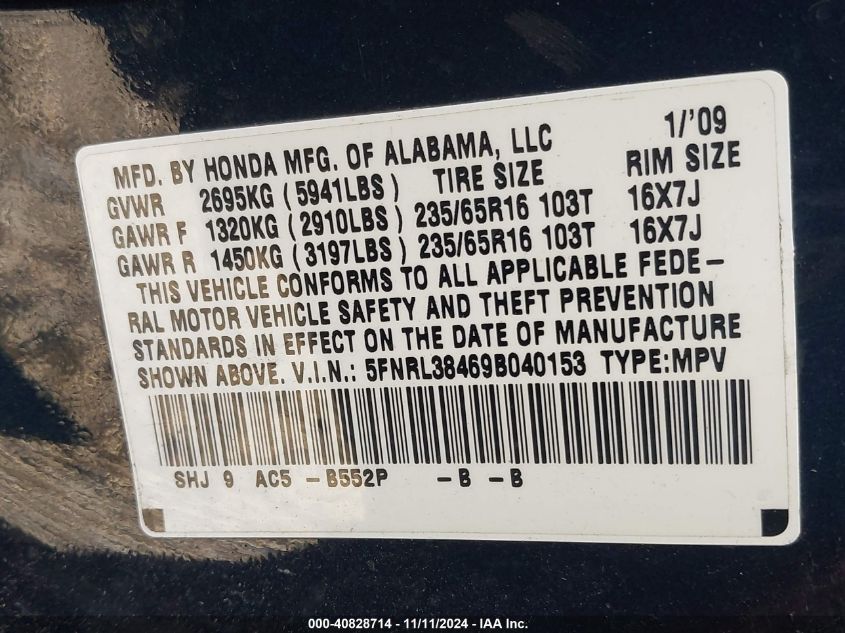 MFD. BY HONDA MFG. OF ALABAMA, LLC 1/'09
GVWR 2695KG (5941LBS) TIRE SIZE RIM SIZE
GAWR F 1320KG (2910LBS) 235/65R16 103T 16X7J
GAWR R 1450KG (3197LBS) 235/65R16 103T 16X7J
THIS VEHICLE CONFORMS TO ALL APPLICABLE FEDE-
RAL MOTOR VEHICLE SAFETY AND THEFT PREVENTION
STANDARDS IN EFFECT ON THE DATE OF MANUFACTURE
SHOWN ABOVE. V.I.N.: 5FNRL38469B040153 TYPE:MPV
SHJ 9 AC5 -B552P -B -B
000-40828714 - 11/11/2024 - IAA Inc.